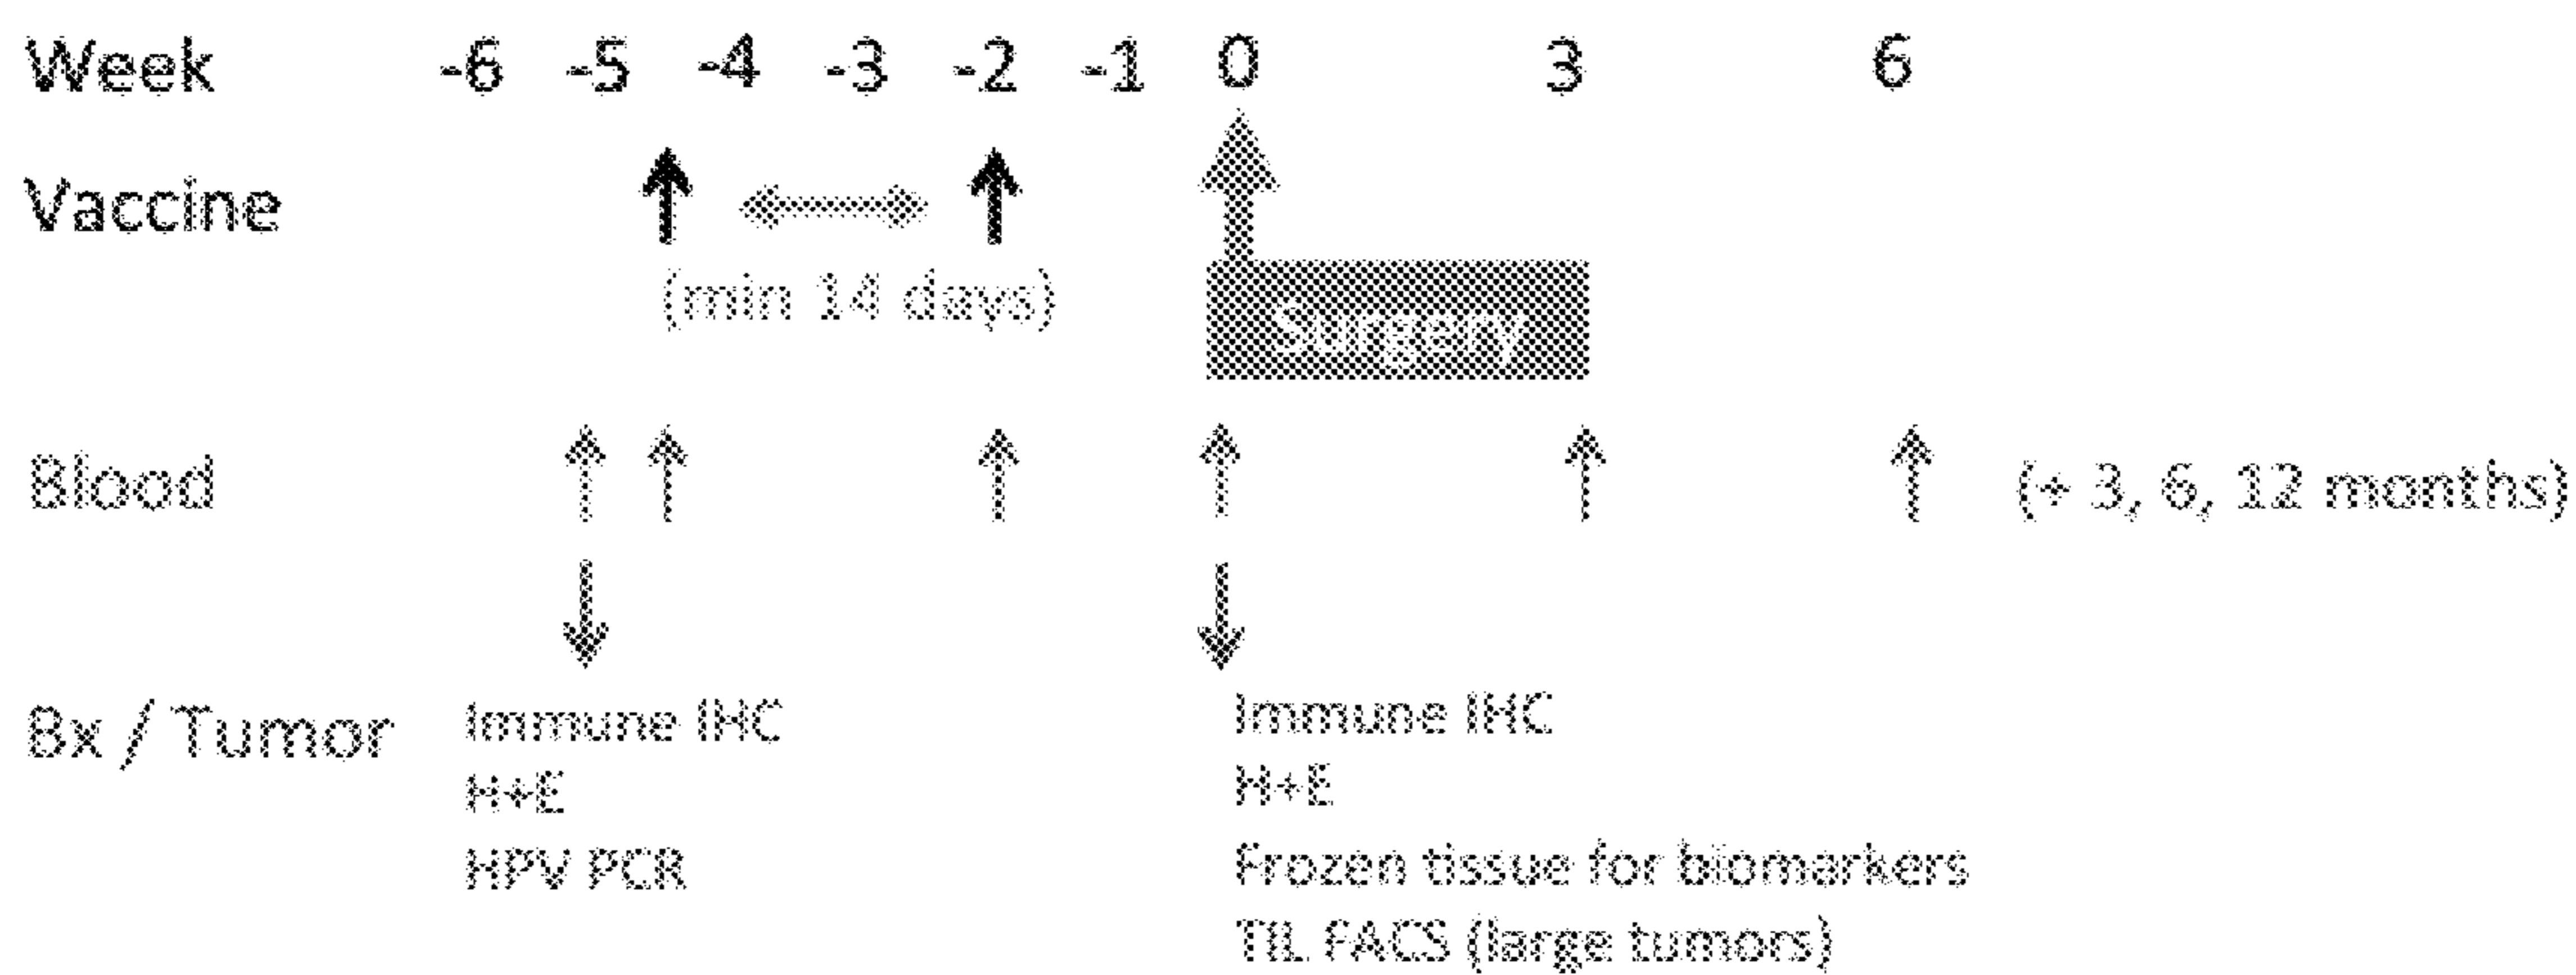 Week -6 -5 -4 -3 -2 -1 0 3 6
Vaccine
(min 14 days)
Surgery
Blood (+ 3, 6, 12 months)
Bx / Tumor Immune IHC Immune IHC
H+E H+E
HPV PCR Frozen tissue for biomarkers
TIL FACS (large tumors)